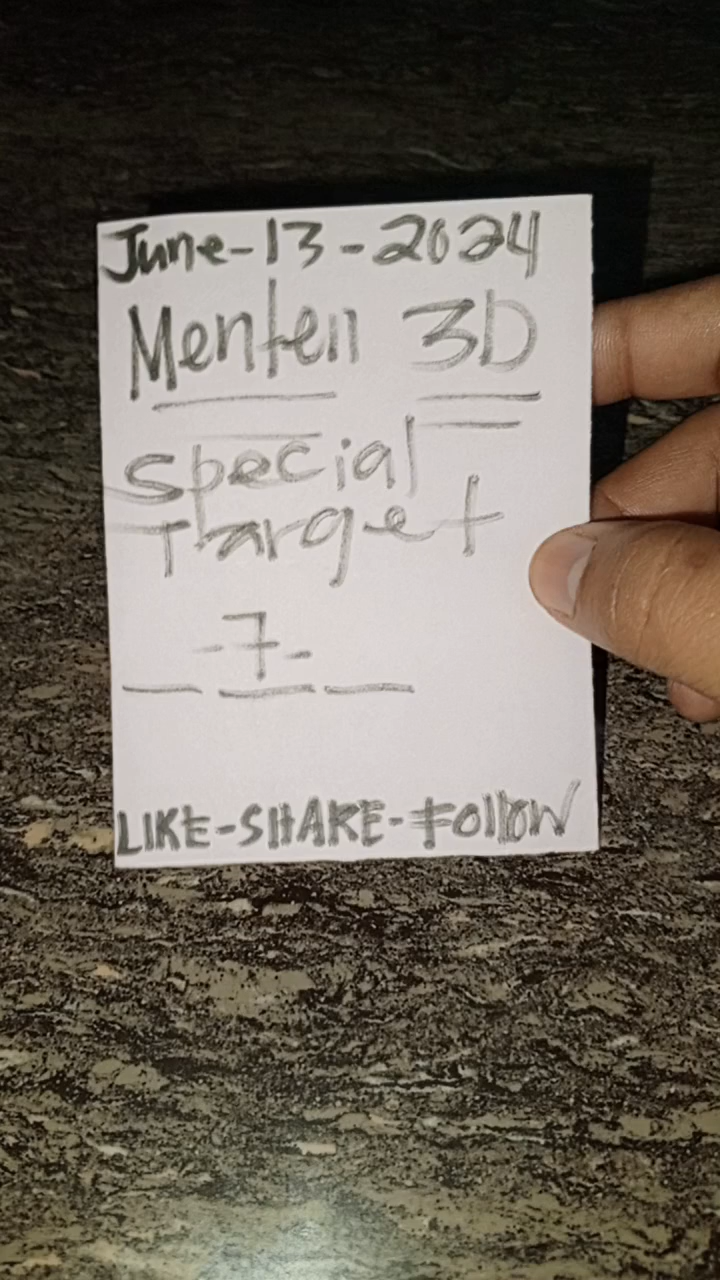 June-13-2024
Menten 3D
Special
Target
-7-
LIKE-SHARE-Follow